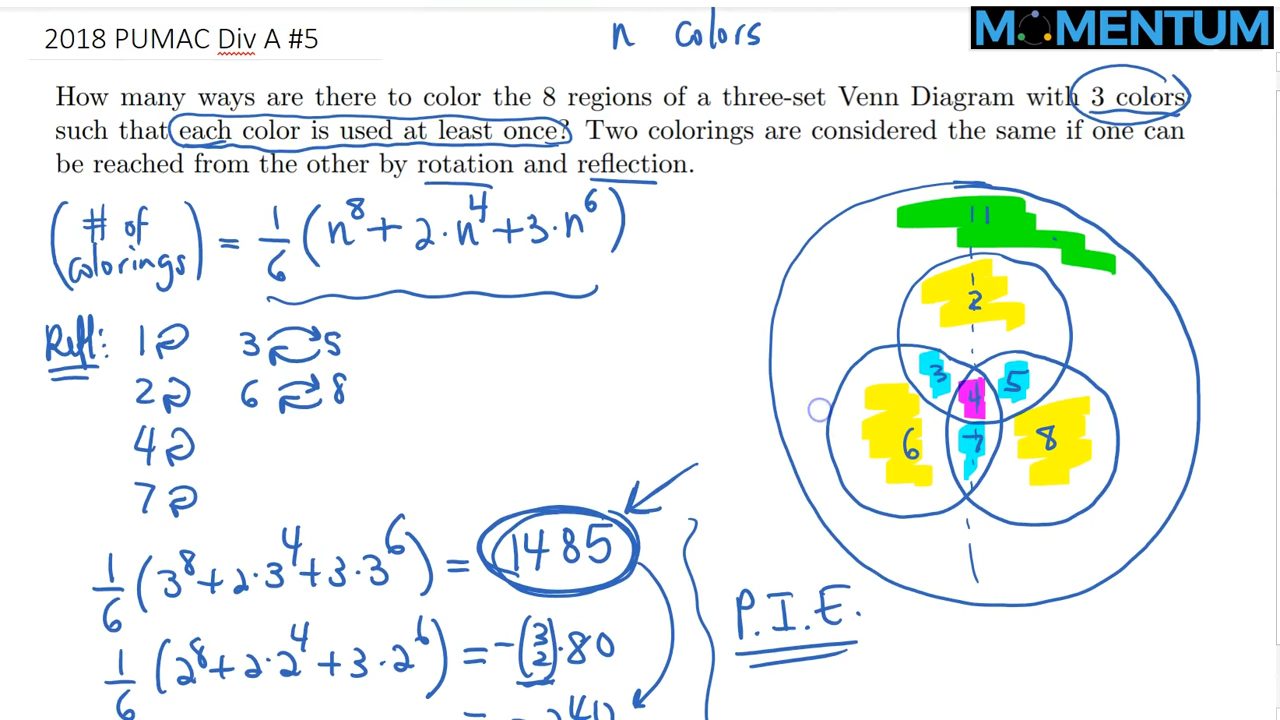 2018 PUMAC Div A #5
n colors
MOMENTUM
How many ways are there to color the 8 regions of a three-set Venn Diagram with 3 colors
such that each color is used at least once? Two colorings are considered the same if one can
be reached from the other by rotation and reflection.
(# of colorings) = 1/6 (n^8 + 2·n^4 + 3·n^6)
Refl: 1 3 5
2 6 8
4
7
1/6 (3^8 + 2·3^4 + 3·3^6) = 1485
1/6 (2^8 + 2·2^4 + 3·2^6) = -(3 2)·80
= -240
P.I.E.
2
3 4 5
6 7 8